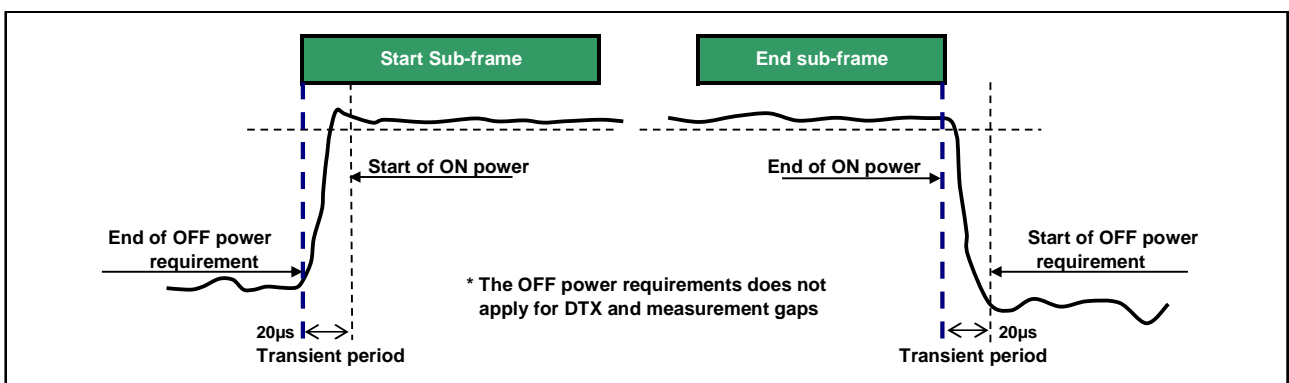 Start Sub-frame
End sub-frame
Start of ON power
End of ON power
End of OFF power
requirement
Start of OFF power
requirement
* The OFF power requirements does not
apply for DTX and measurement gaps
20µs
Transient period
20µs
Transient period